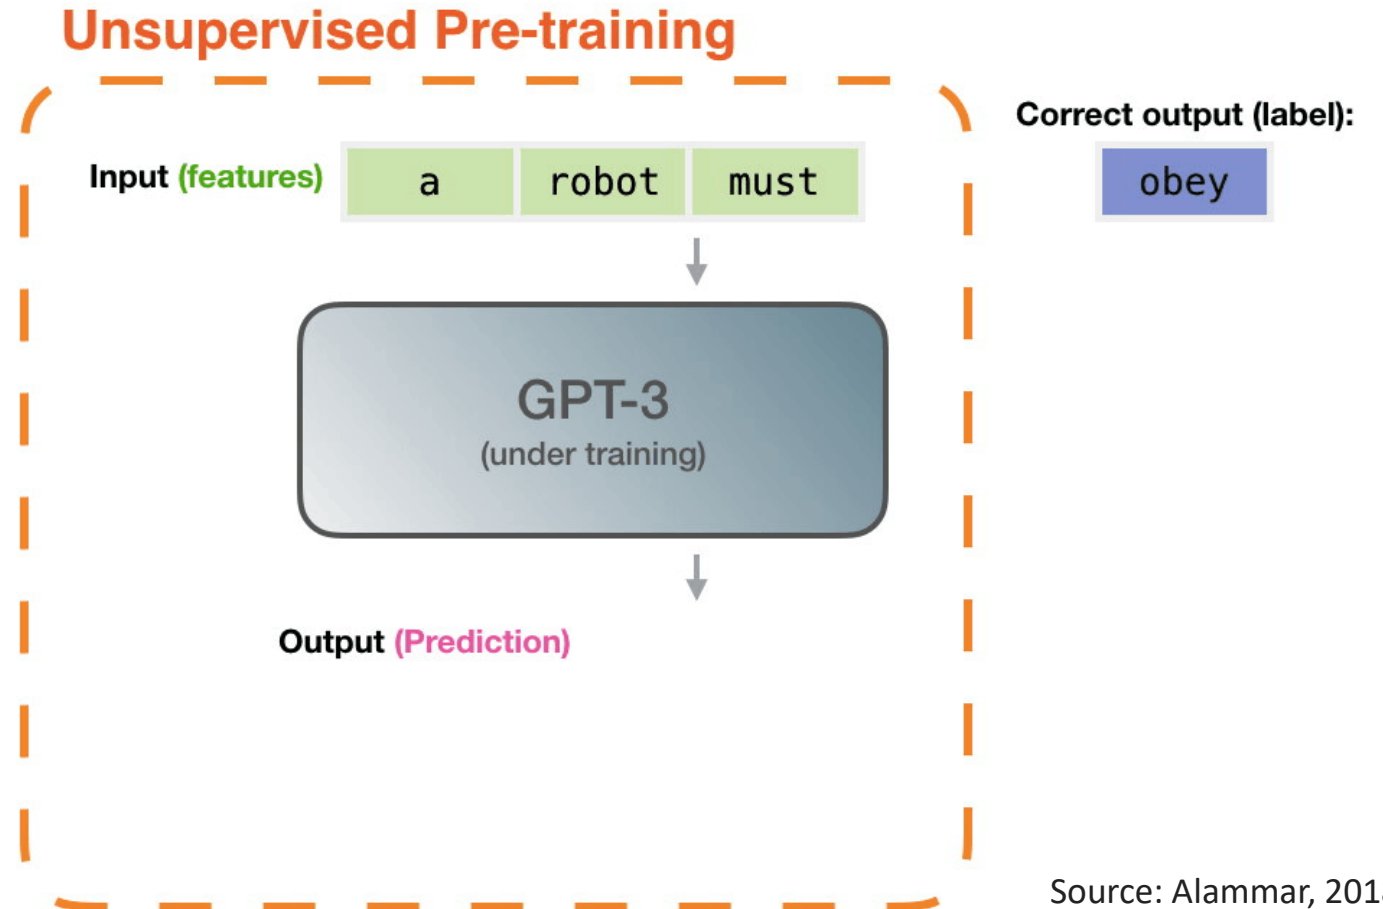 Unsupervised Pre-training
Correct output (label):
Input (features) a robot must
obey
GPT-3
(under training)
Output (Prediction)
Source: Alammar, 201